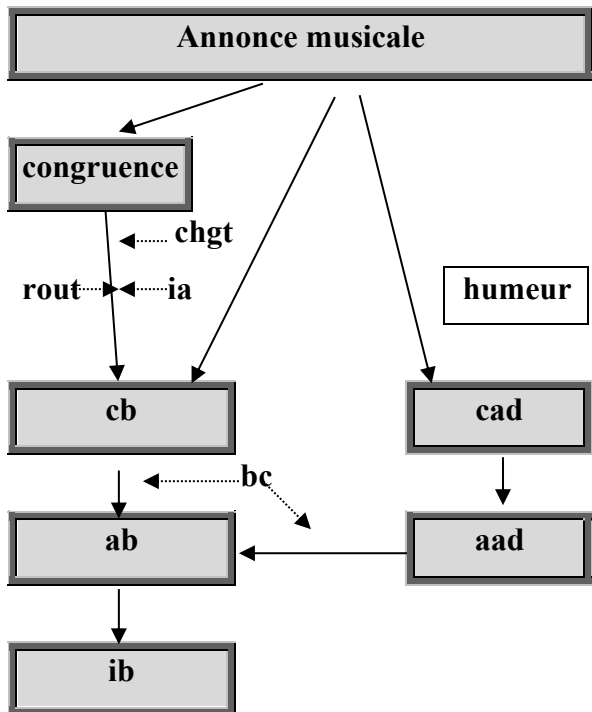 Annonce musicale
congruence
chgt
rout
ia
humeur
cb
cad
bc
ab
aad
ib